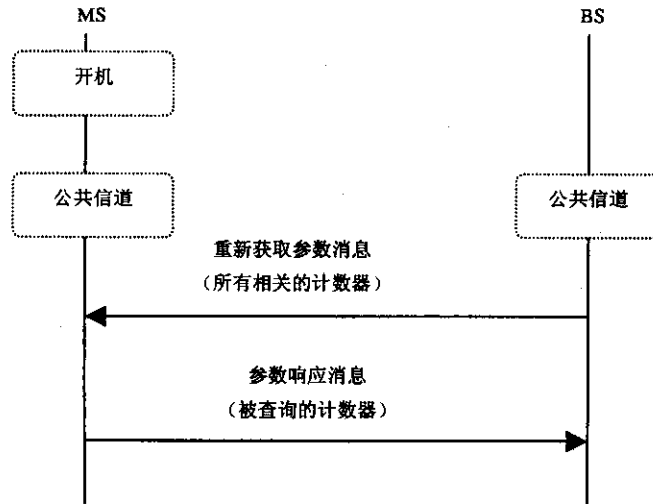 MS
BS
开机
公共信道
公共信道
重新获取参数消息
（所有相关的计数器）
参数响应消息
（被查询的计数器）